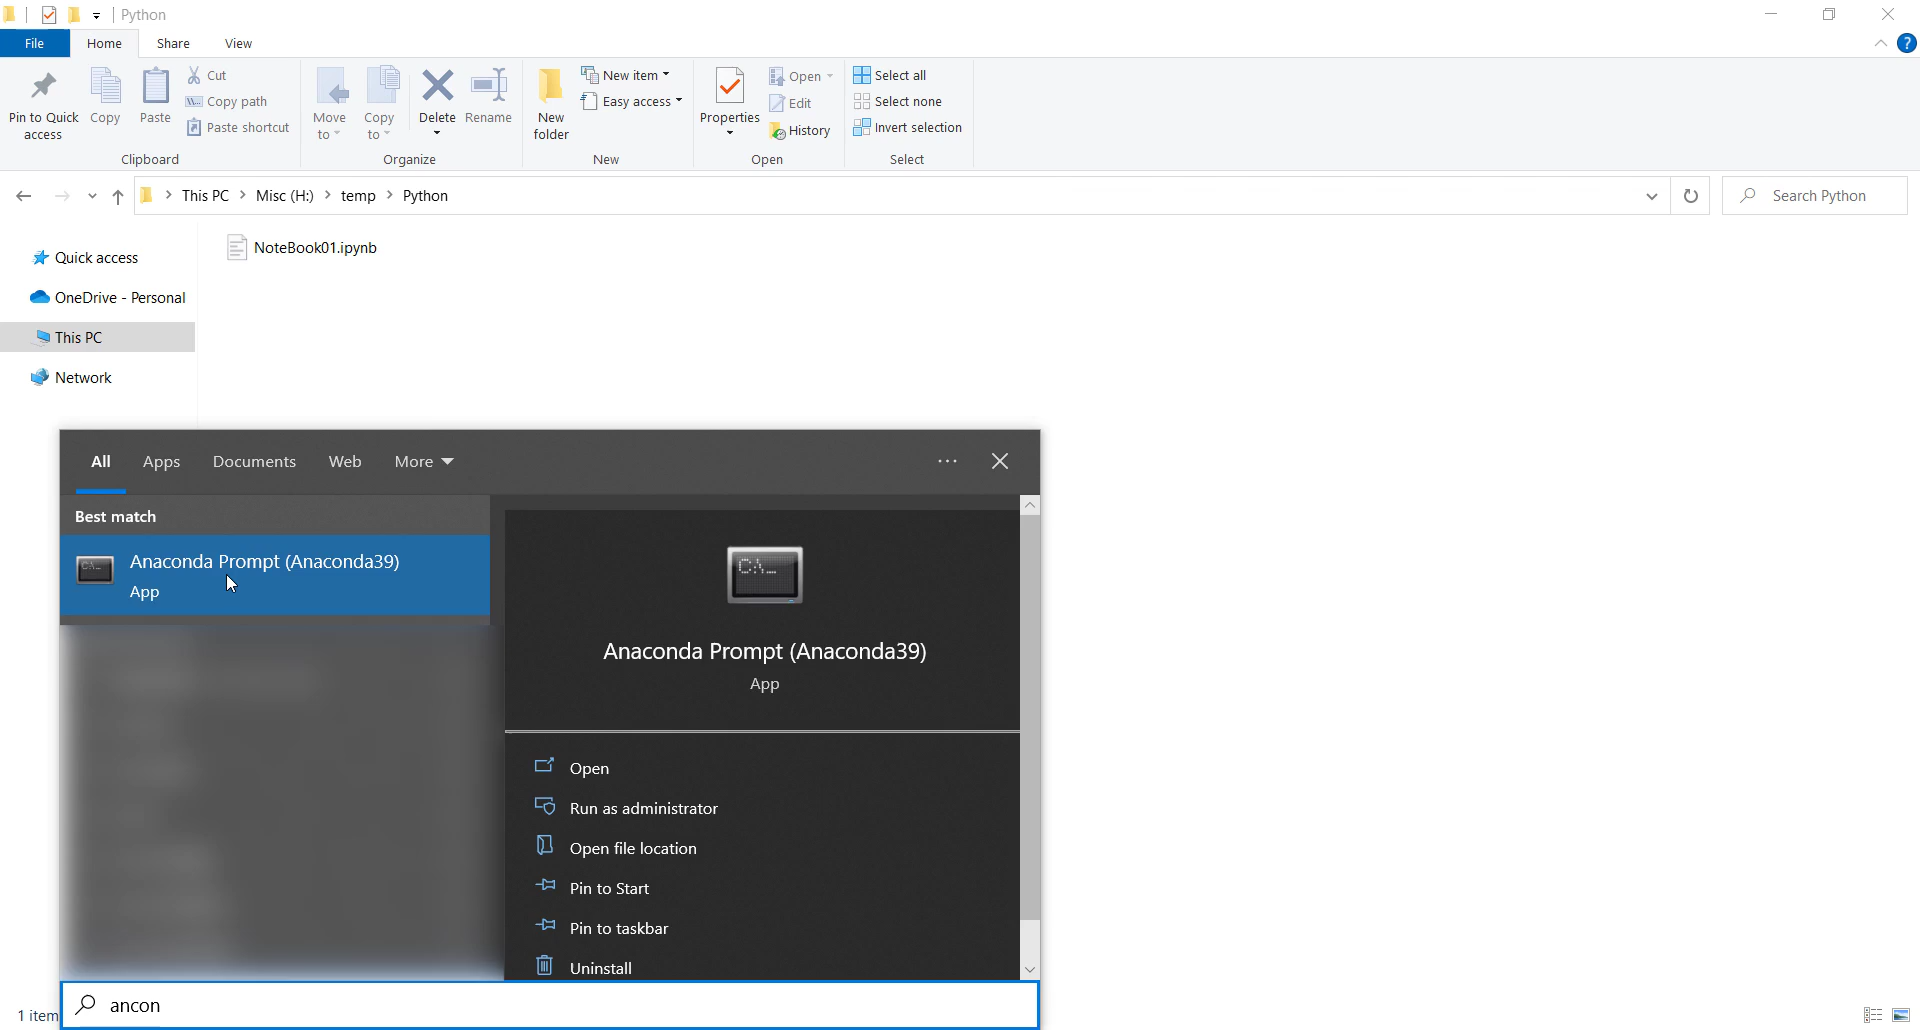 Python
File Home Share View
Pin to Quick access
Copy
Paste
Cut
Copy path
Paste shortcut
Clipboard
Move to
Copy to
Delete
Rename
Organize
New folder
New item
Easy access
New
Properties
Open
Edit
History
Open
Select all
Select none
Invert selection
Select
This PC > Misc (H:) > temp > Python
Search Python
Quick access
OneDrive - Personal
This PC
Network
NoteBook01.ipynb
All Apps Documents Web More
Best match
Anaconda Prompt (Anaconda39)
App
C:\_
Anaconda Prompt (Anaconda39)
App
Open
Run as administrator
Open file location
Pin to Start
Pin to taskbar
Uninstall
ancon
1 item